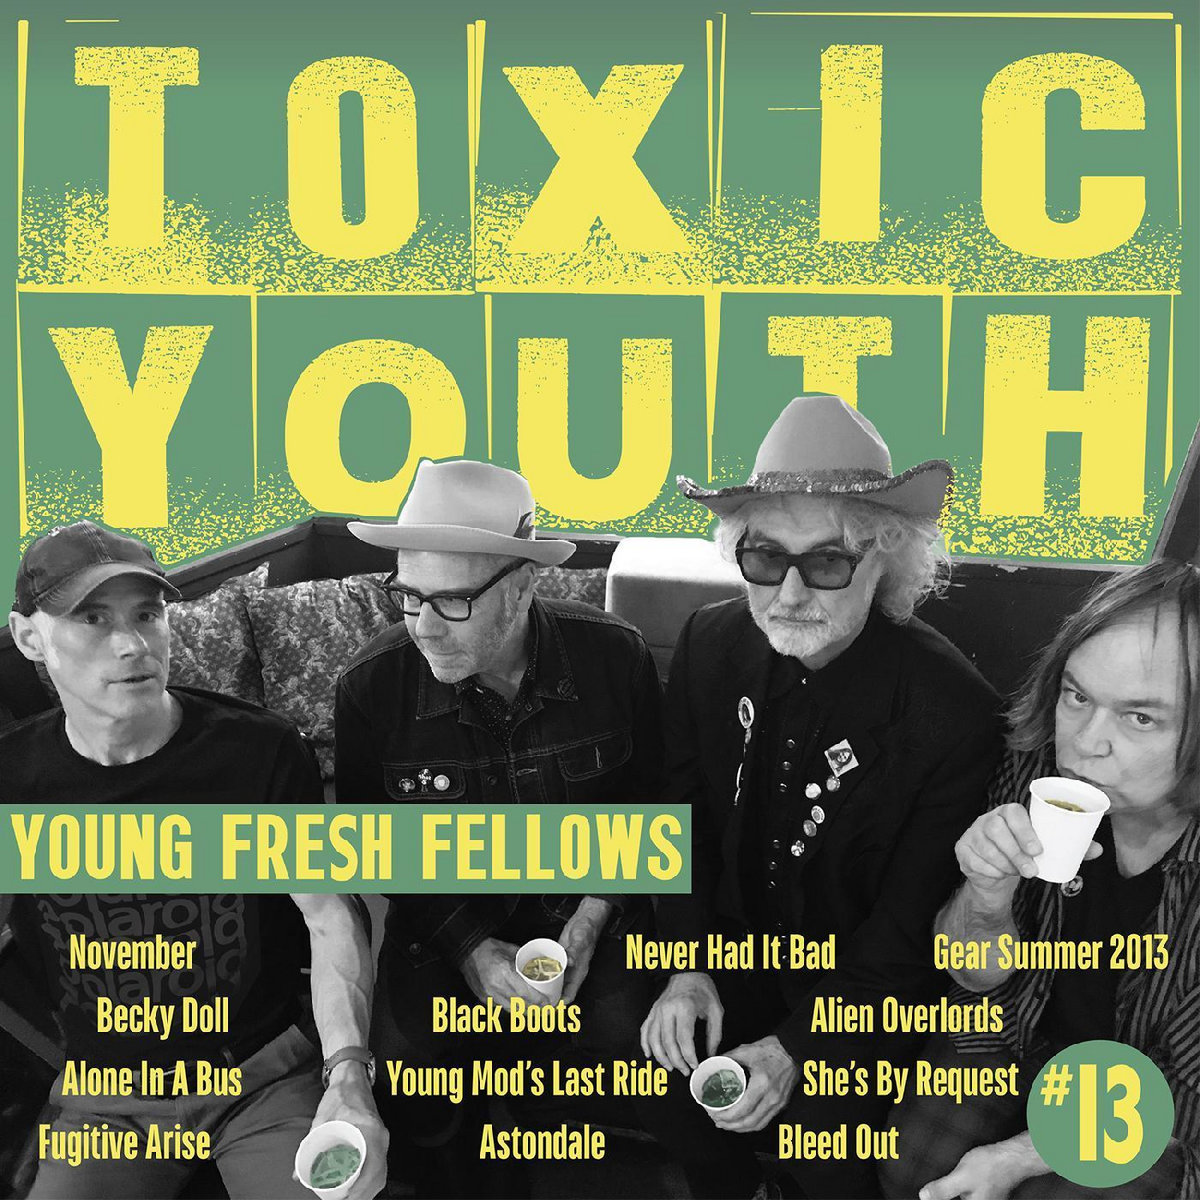 TOXIC
YOUTH
YOUNG FRESH FELLOWS
November Never Had It Bad Gear Summer 2013
Becky Doll Black Boots Alien Overlords
Alone In A Bus Young Mod's Last Ride She's By Request
Fugitive Arise Astondale Bleed Out
#13
Polaroid